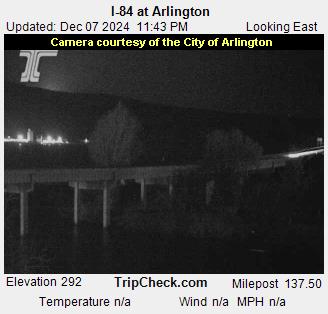 I-84 at Arlington
Updated: Dec 07 2024 11:43 PM Looking East
Camera courtesy of the City of Arlington
Elevation 292 TripCheck.com Milepost 137.50
Temperature n/a Wind n/a MPH n/a